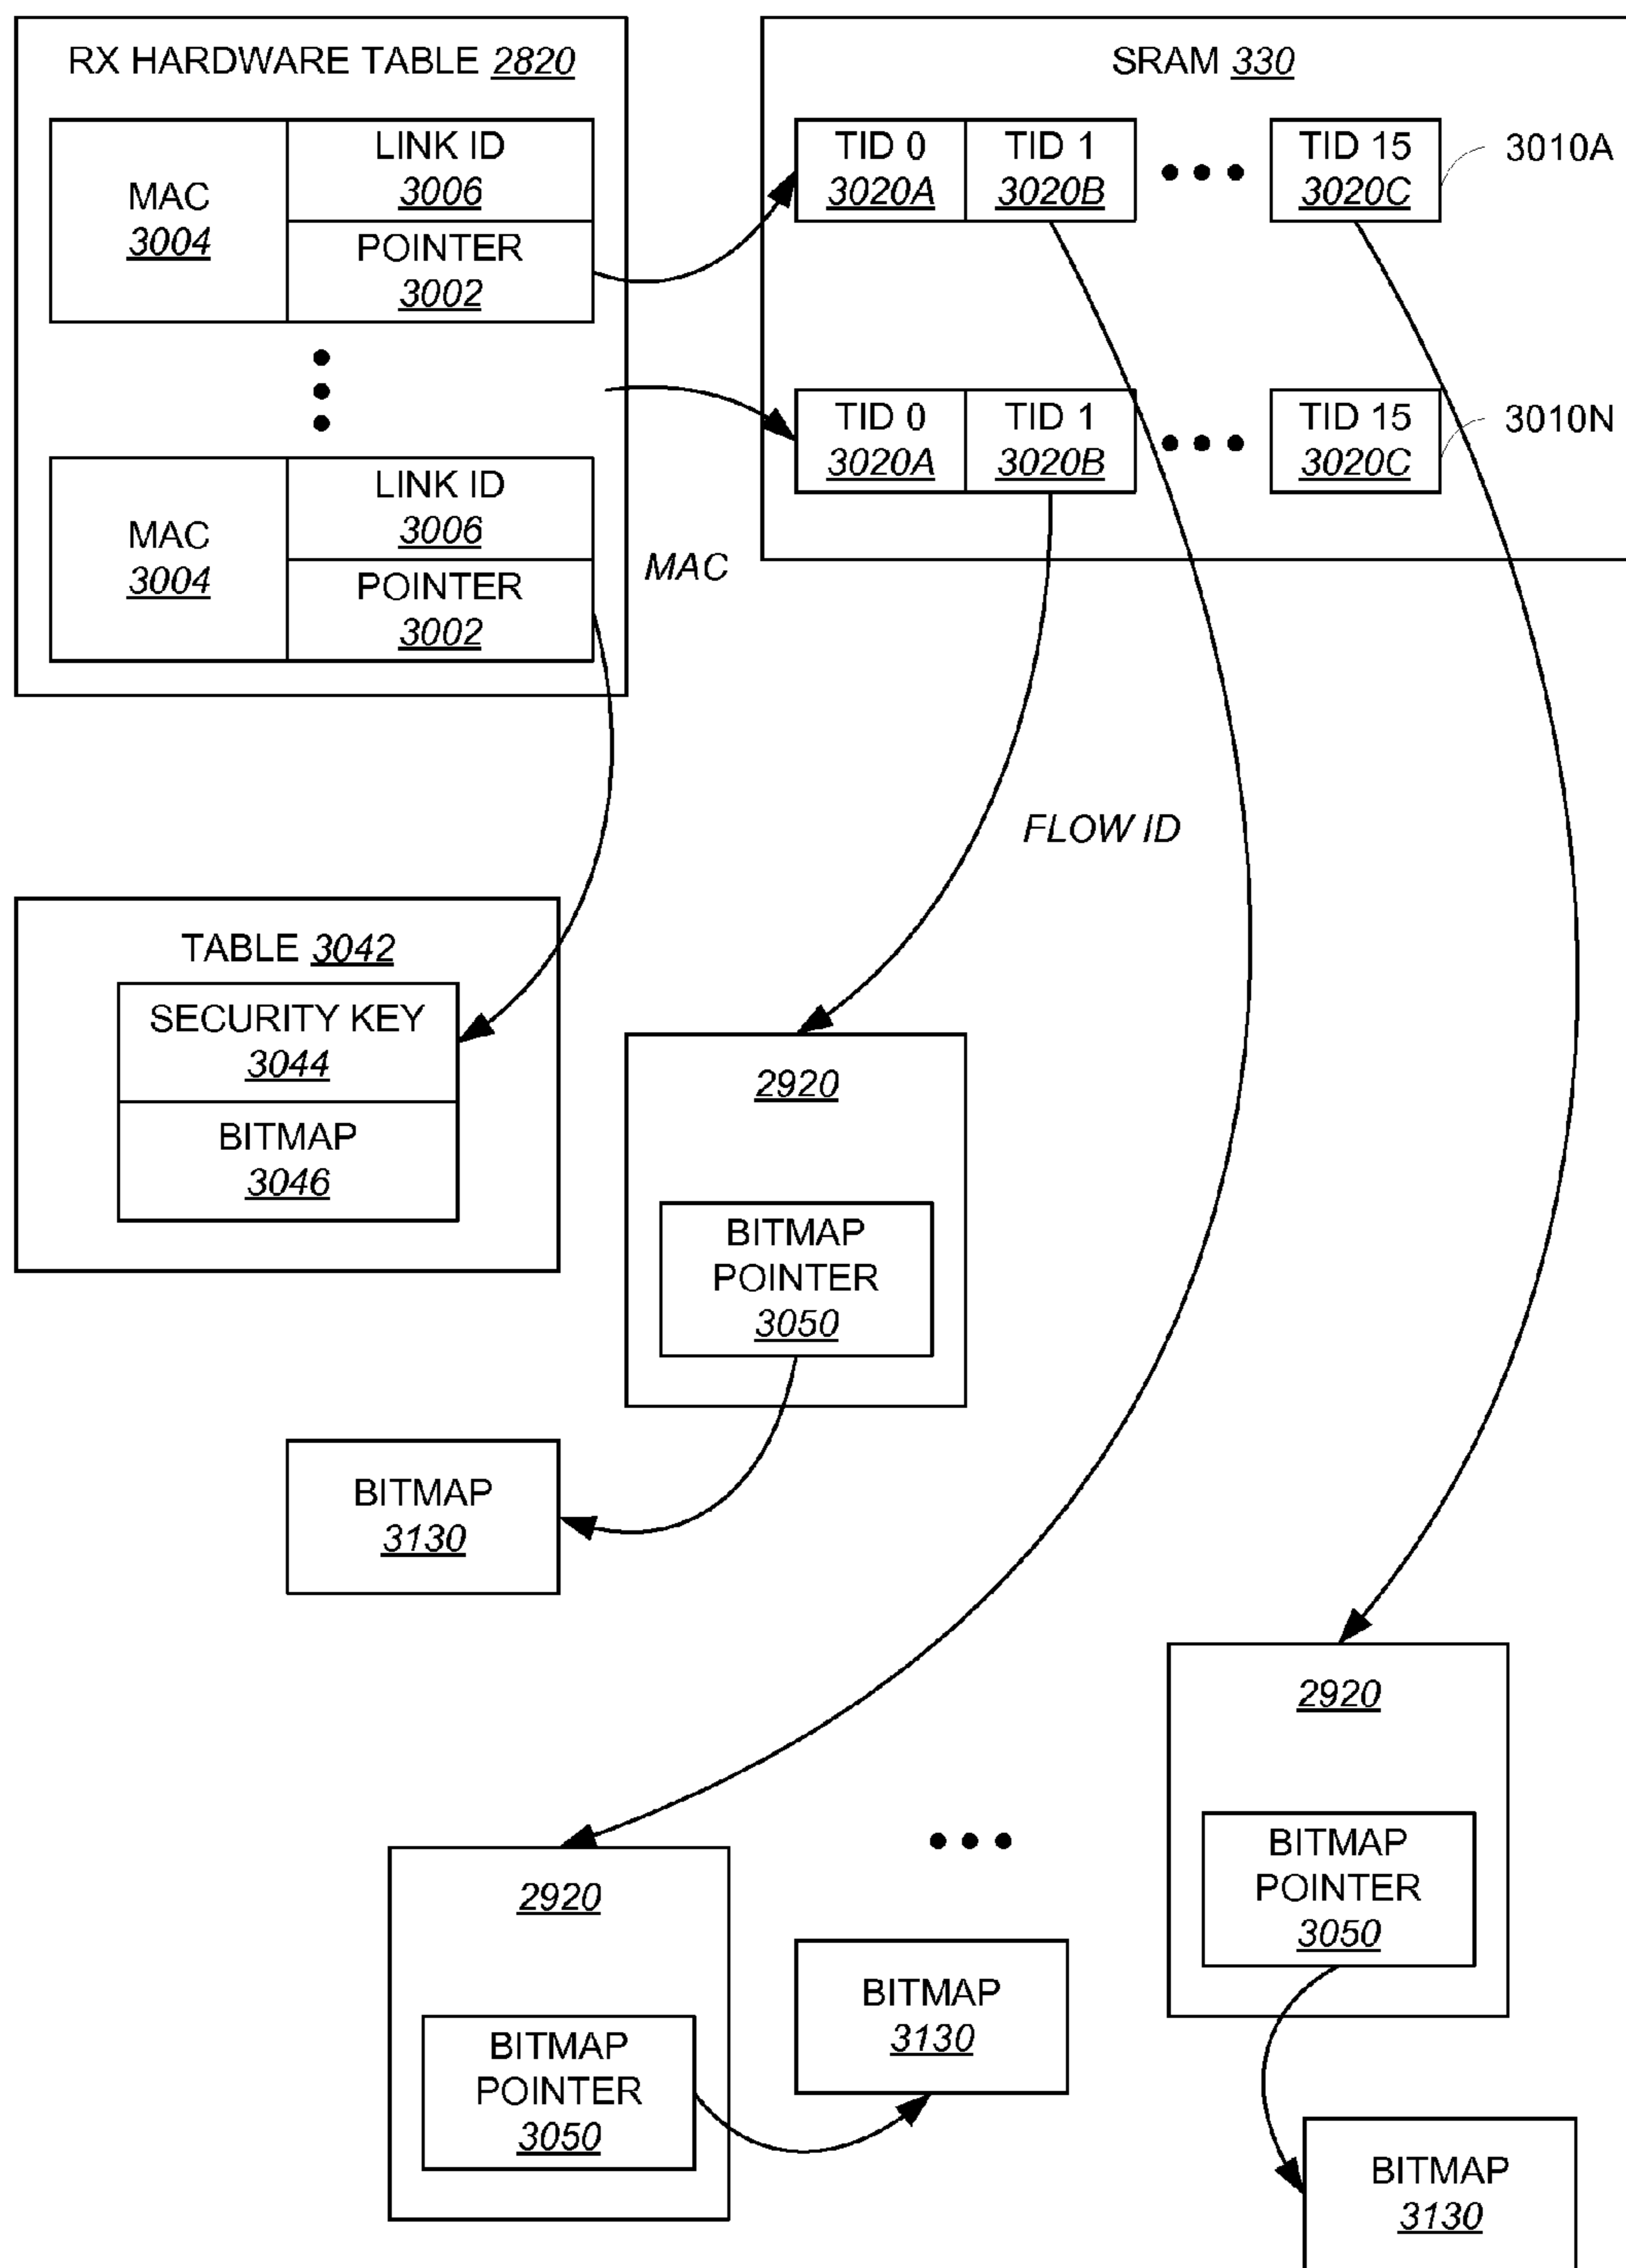 RX HARDWARE TABLE 2820
MAC
3004
LINK ID
3006
POINTER
3002
MAC
3004
LINK ID
3006
POINTER
3002
SRAM 330
TID 0
3020A
TID 1
3020B
TID 15
3020C
3010A
TID 0
3020A
TID 1
3020B
TID 15
3020C
3010N
MAC
FLOW ID
TABLE 3042
SECURITY KEY
3044
BITMAP
3046
2920
BITMAP
POINTER
3050
BITMAP
3130
2920
BITMAP
POINTER
3050
BITMAP
3130
2920
BITMAP
POINTER
3050
BITMAP
3130